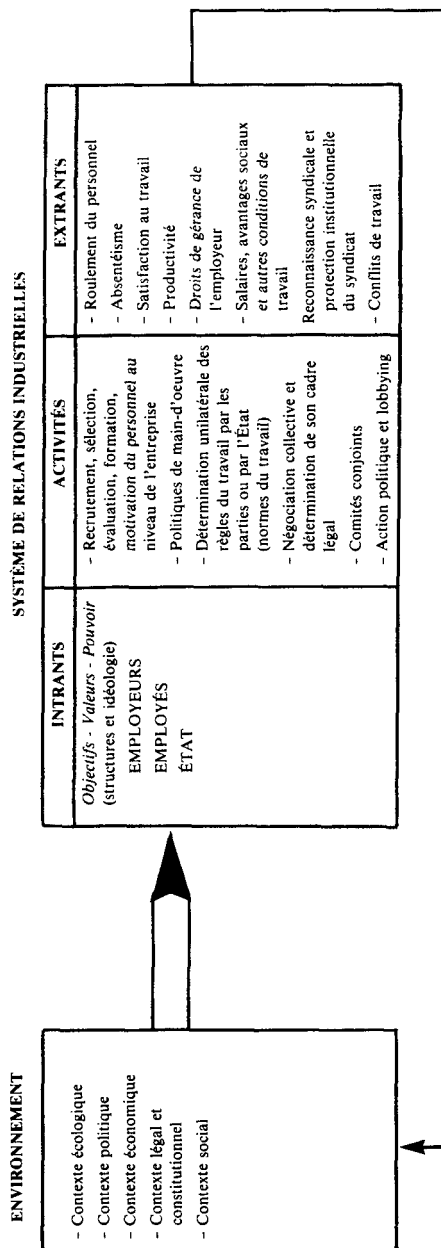 SYSTÈME DE RELATIONS INDUSTRIELLES
ENVIRONNEMENT
- Contexte écologique
- Contexte politique
- Contexte économique
- Contexte légal et
constitutionnel
- Contexte social
INTRANTS
Objectifs - Valeurs - Pouvoir
(structures et idéologie)
EMPLOYEURS
EMPLOYÉS
ÉTAT
ACTIVITÉS
- Recrutement, sélection,
évaluation, formation,
motivation du personnel au
niveau de l'entreprise
- Politiques de main-d'oeuvre
- Détermination unilatérale des
règles du travail par les
parties ou par l'État
(normes du travail)
- Négociation collective et
détermination de son cadre
légal
- Comités conjoints
- Action politique et lobbying
EXTRANTS
- Roulement du personnel
- Absentéisme
- Satisfaction au travail
- Productivité
- Droits de gérance de
l'employeur
- Salaires, avantages sociaux
et autres conditions de
travail
Reconnaissance syndicale et
protection institutionnelle
du syndicat
- Conflits de travail